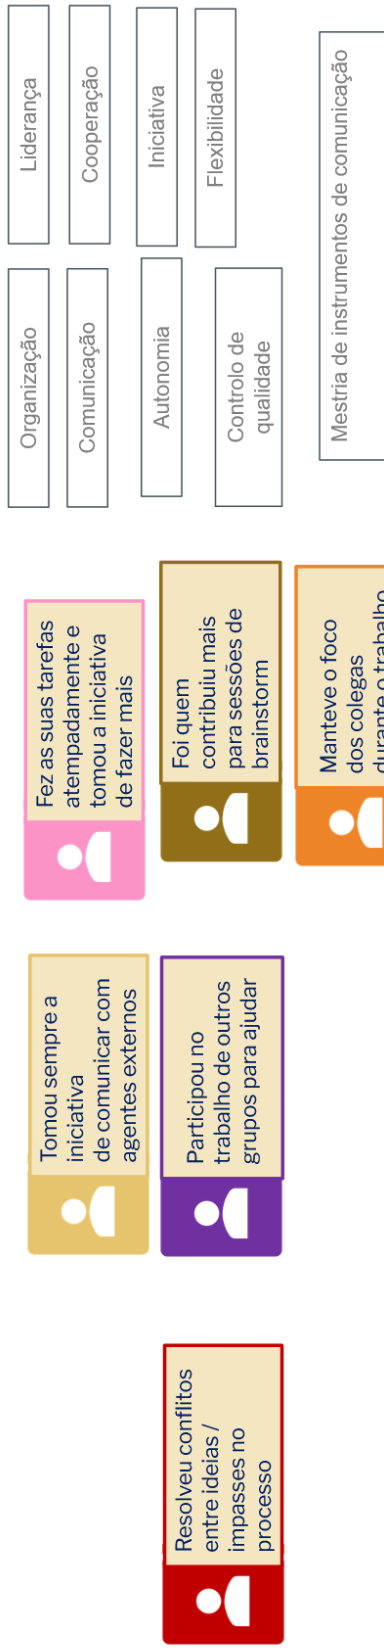 Tomou sempre a
iniciativa
de comunicar com
agentes externos
Fez as suas tarefas
atempadamente e
tomou a iniciativa
de fazer mais
Resolveu conflitos
entre ideias /
impasses no
processo
Participou no
trabalho de outros
grupos para ajudar
Foi quem
contribuiu mais
para sessões de
brainstorm
Manteve o foco
dos colegas
durante o trabalho
Organização
Liderança
Comunicação
Cooperação
Autonomia
Iniciativa
Controlo de
qualidade
Flexibilidade
Mestria de instrumentos de comunicação